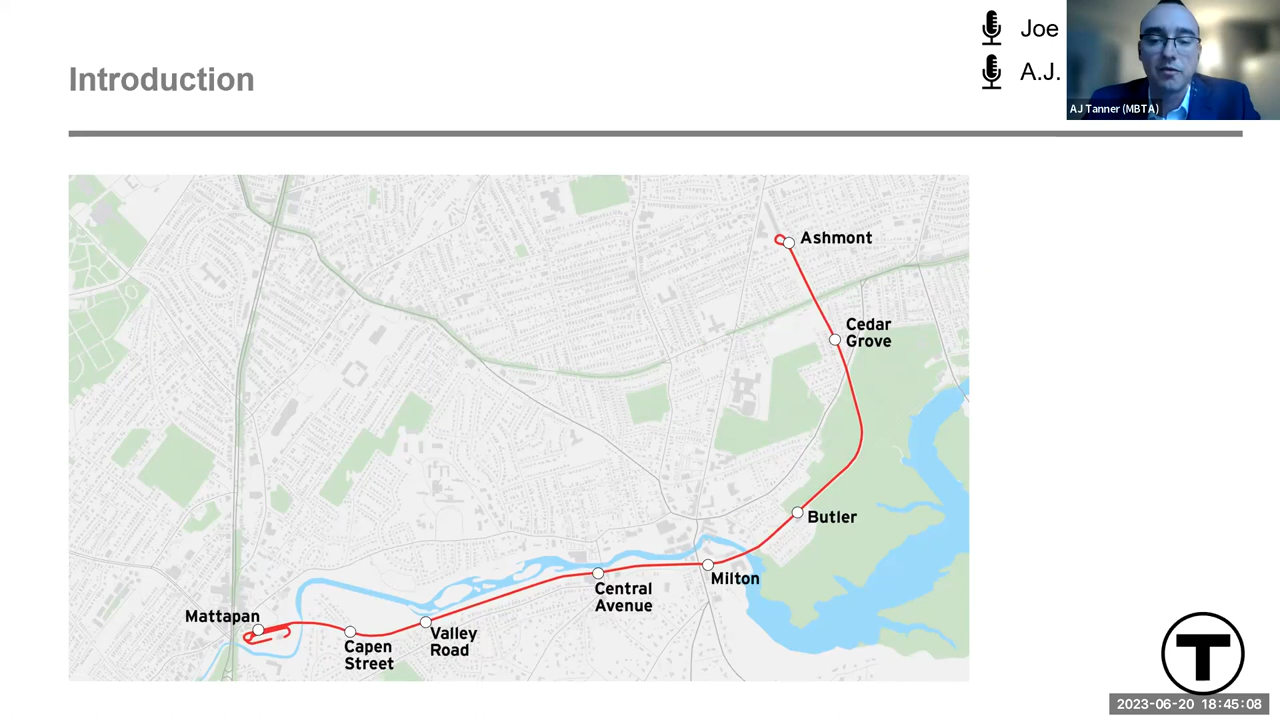 Joe
Introduction
A.J.
AJ Tanner (MBTA)
Ashmont
Cedar
Grove
Butler
Milton
Central
Avenue
Mattapan
Valley
Road
Capen
Street
T
2023-06-20 18:45:08